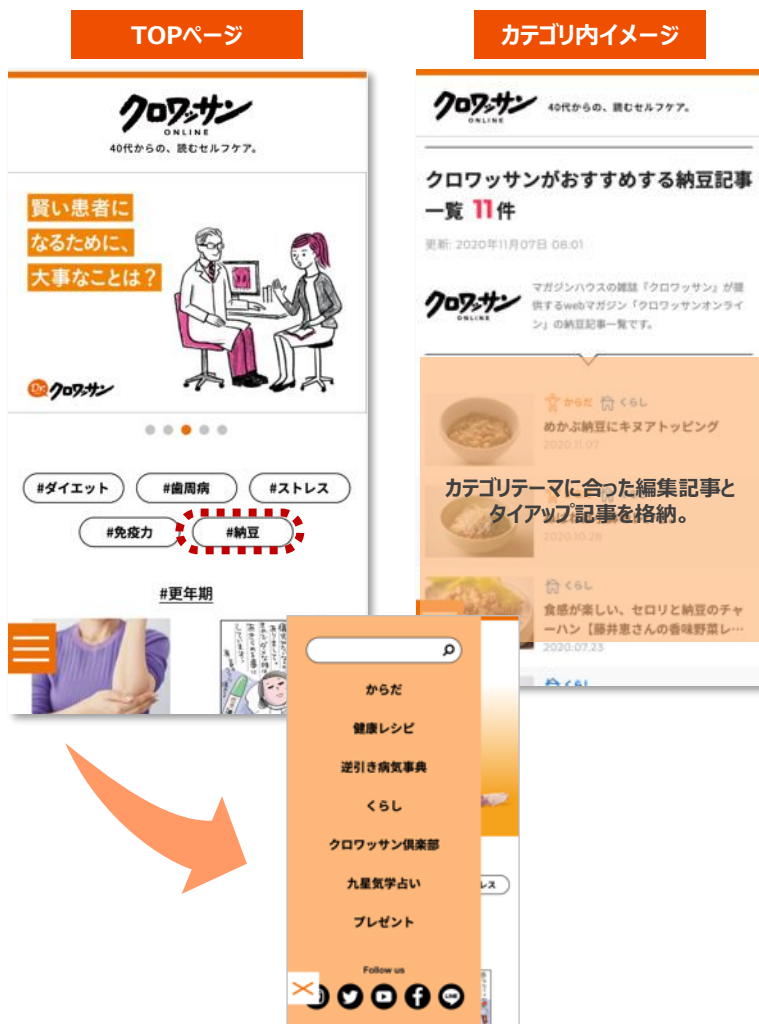 TOPページ
クロワッサン
ONLINE
40代からの、読むセルフケア。
賢い患者に
なるために、
大事なことは？
Dr.クロワッサン
#ダイエット
#歯周病
#ストレス
#免疫力
#納豆
#更年期
カテゴリ内イメージ
クロワッサン
ONLINE
40代からの、読むセルフケア。
クロワッサンがおすすめする納豆記事
一覧 11件
更新: 2020年11月07日 08:01
クロワッサン
ONLINE
マガジンハウスの雑誌『クロワッサン』が提
供するwebマガジン「クロワッサンオンライ
ン」の納豆記事一覧です。
からだ くらし
めかぶ納豆にキヌアトッピング
2020.11.07
カテゴリテーマに合った編集記事と
タイアップ記事を格納。
2020.10.28
くらし
食感が楽しい、セロリと納豆のチャ
ーハン【藤井恵さんの香味野菜レ…
2020.07.23
くらし
からだ
健康レシピ
逆引き病気事典
くらし
クロワッサン倶楽部
九星気学占い
プレゼント
レス
Follow us
LINE